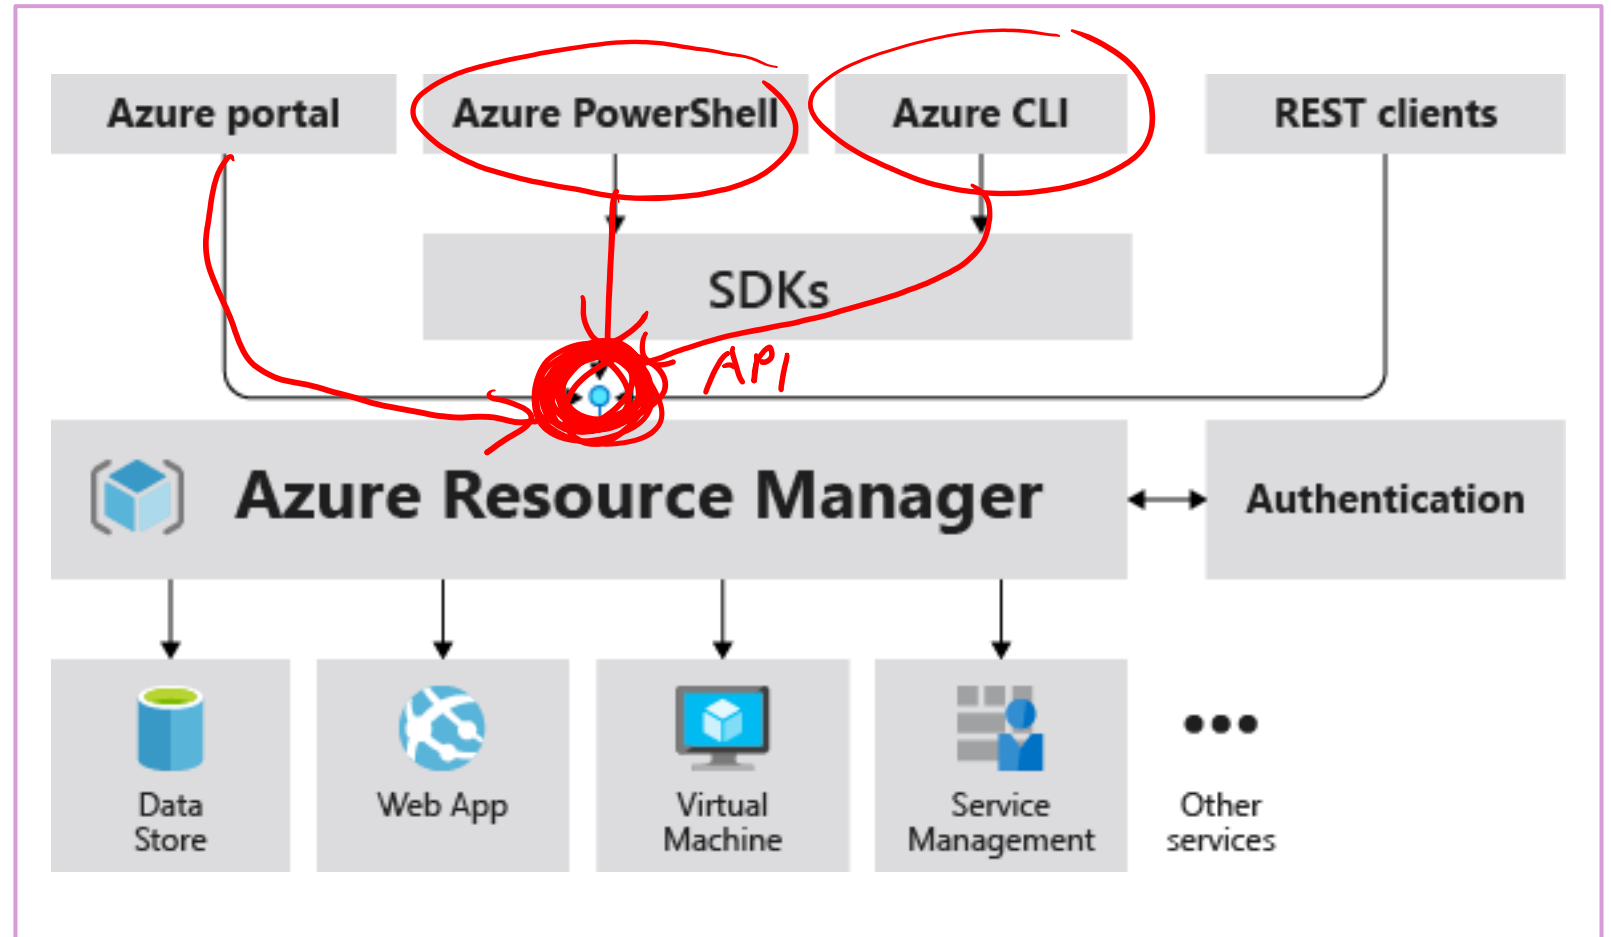 Azure portal
Azure PowerShell
Azure CLI
REST clients
SDKs
API
Azure Resource Manager
Authentication
Data
Store
Web App
Virtual
Machine
Service
Management
Other
services